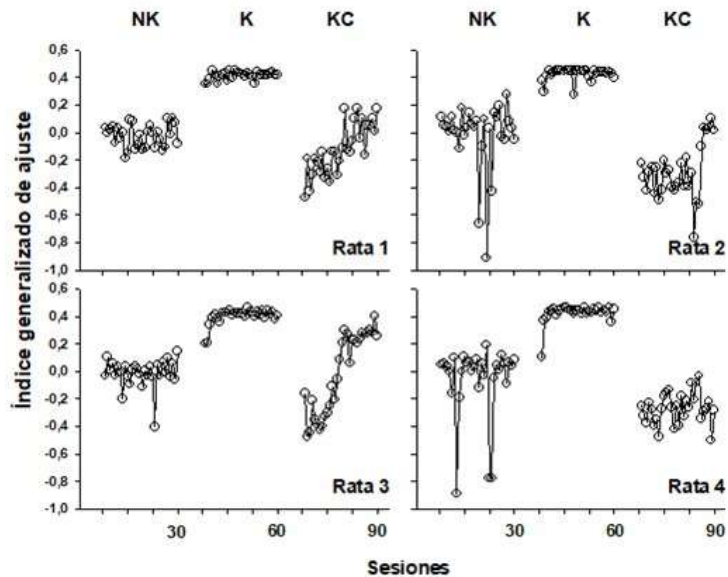 NK K KC NK K KC
Índice generalizado de ajuste
0,6
0,4
0,2
0,0
-0,2
-0,4
-0,6
-0,8
-1,0
Rata 1
Rata 2
0,6
0,4
0,2
0,0
-0,2
-0,4
-0,6
-0,8
-1,0
Rata 3
Rata 4
30 60 90 30 60 90
Sesiones